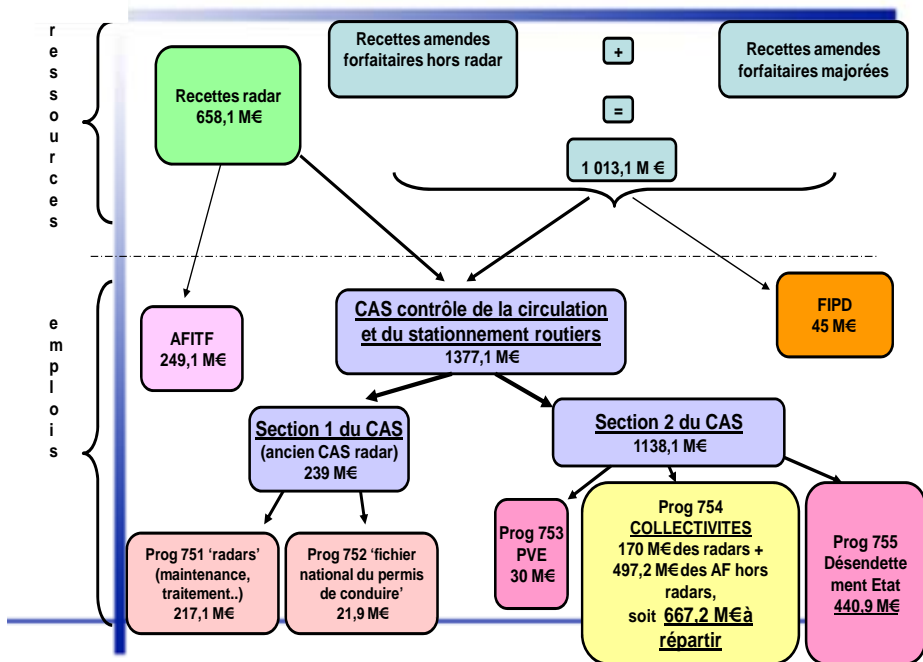 ressources
Recettes radar
658,1 M€
Recettes amendes
forfaitaires hors radar
+
Recettes amendes
forfaitaires majorées
=
1 013,1 M €
emplois
AFITF
249,1 M€
CAS contrôle de la circulation
et du stationnement routiers
1377,1 M€
FIPD
45 M€
Section 1 du CAS
(ancien CAS radar)
239 M€
Section 2 du CAS
1138,1 M€
Prog 751 ‘radars’
(maintenance,
traitement..)
217,1 M€
Prog 752 ‘fichier
national du permis
de conduire’
21,9 M€
Prog 753
PVE
30 M€
Prog 754
COLLECTIVITES
170 M€ des radars +
497,2 M€ des AF hors
radars,
soit 667,2 M€ à
répartir
Prog 755
Désendette
ment Etat
440,9 M€